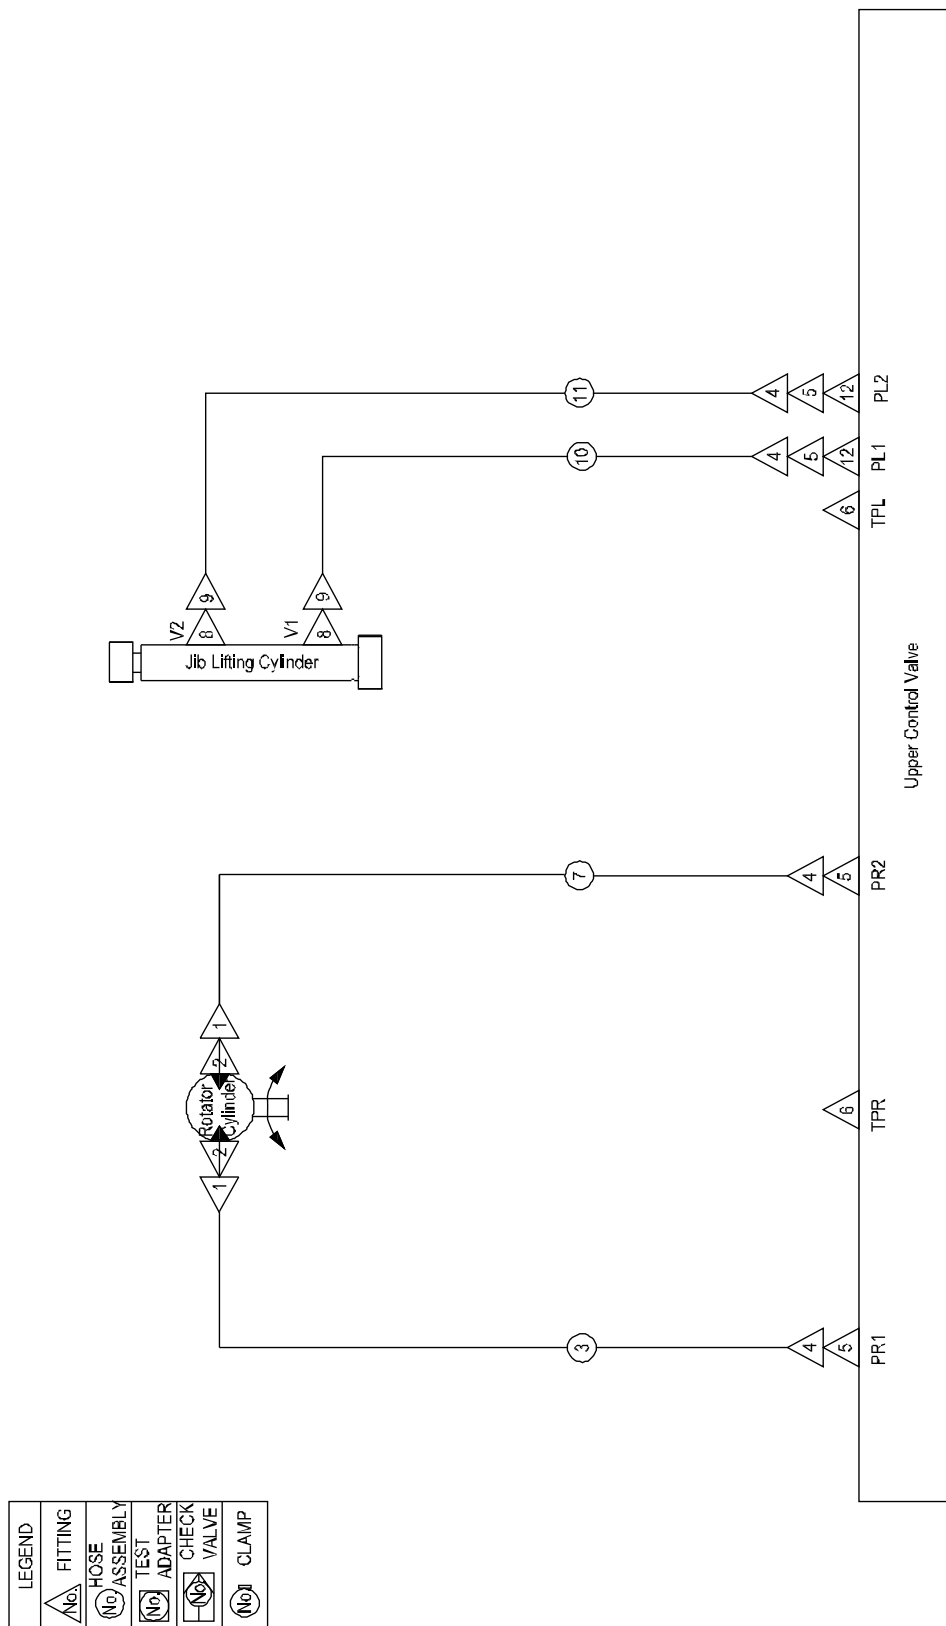 LEGEND
No. FITTING
No. HOSE
ASSEMBLY
No. TEST
ADAPTER
No. CHECK
VALVE
No. CLAMP
V2
V1
8
9
8
9
Jib Lifting Cylinder
11
10
4
5
12
PL2
4
5
12
PL1
6
TPL
Upper Control Valve
7
4
5
PR2
1
2
Rotator
Cylinder
2
1
6
TPR
3
4
5
PR1